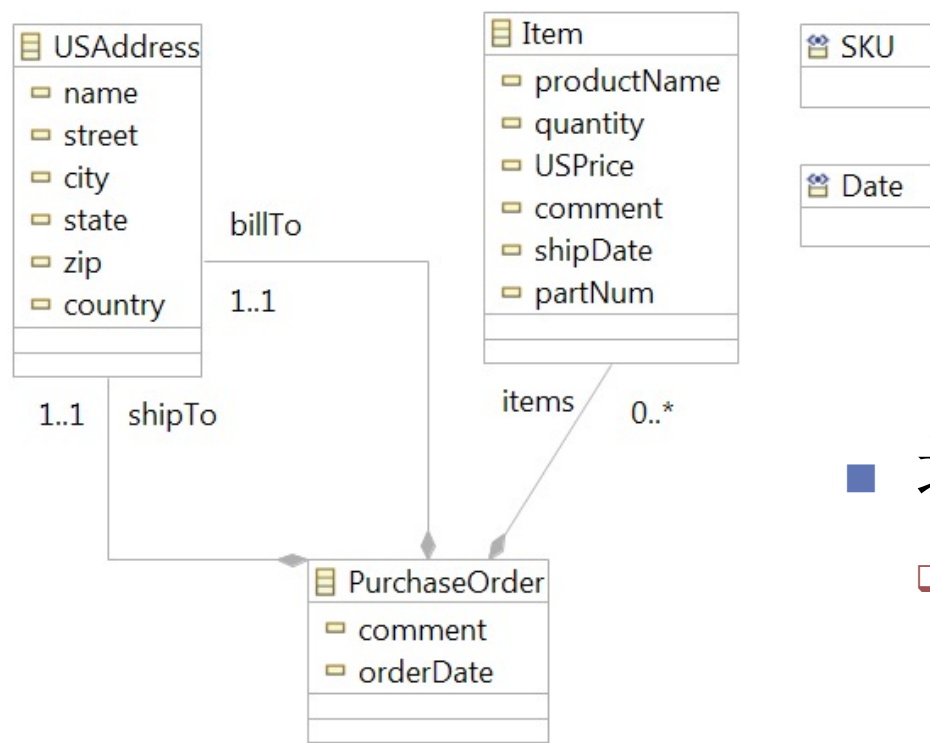 USAddress
name
street
city
state
zip
country
Item
productName
quantity
USPrice
comment
shipDate
partNum
SKU
Date
billTo
1..1
1..1
shipTo
items
0..*
PurchaseOrder
comment
orderDate